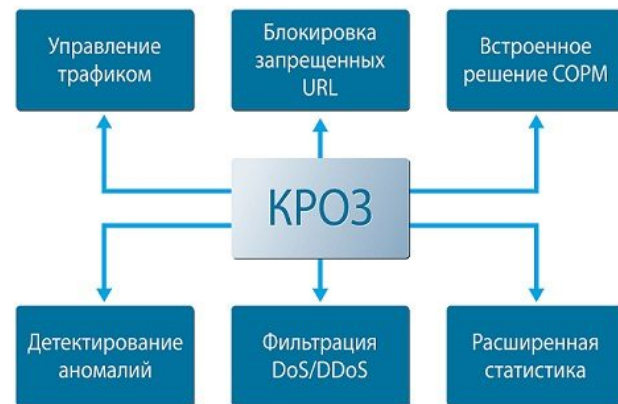 Управление
трафиком
Блокировка
запрещенных
URL
Встроенное
решение СОРМ
КРОЗ
Детектирование
аномалий
Фильтрация
DoS/DDoS
Расширенная
статистика